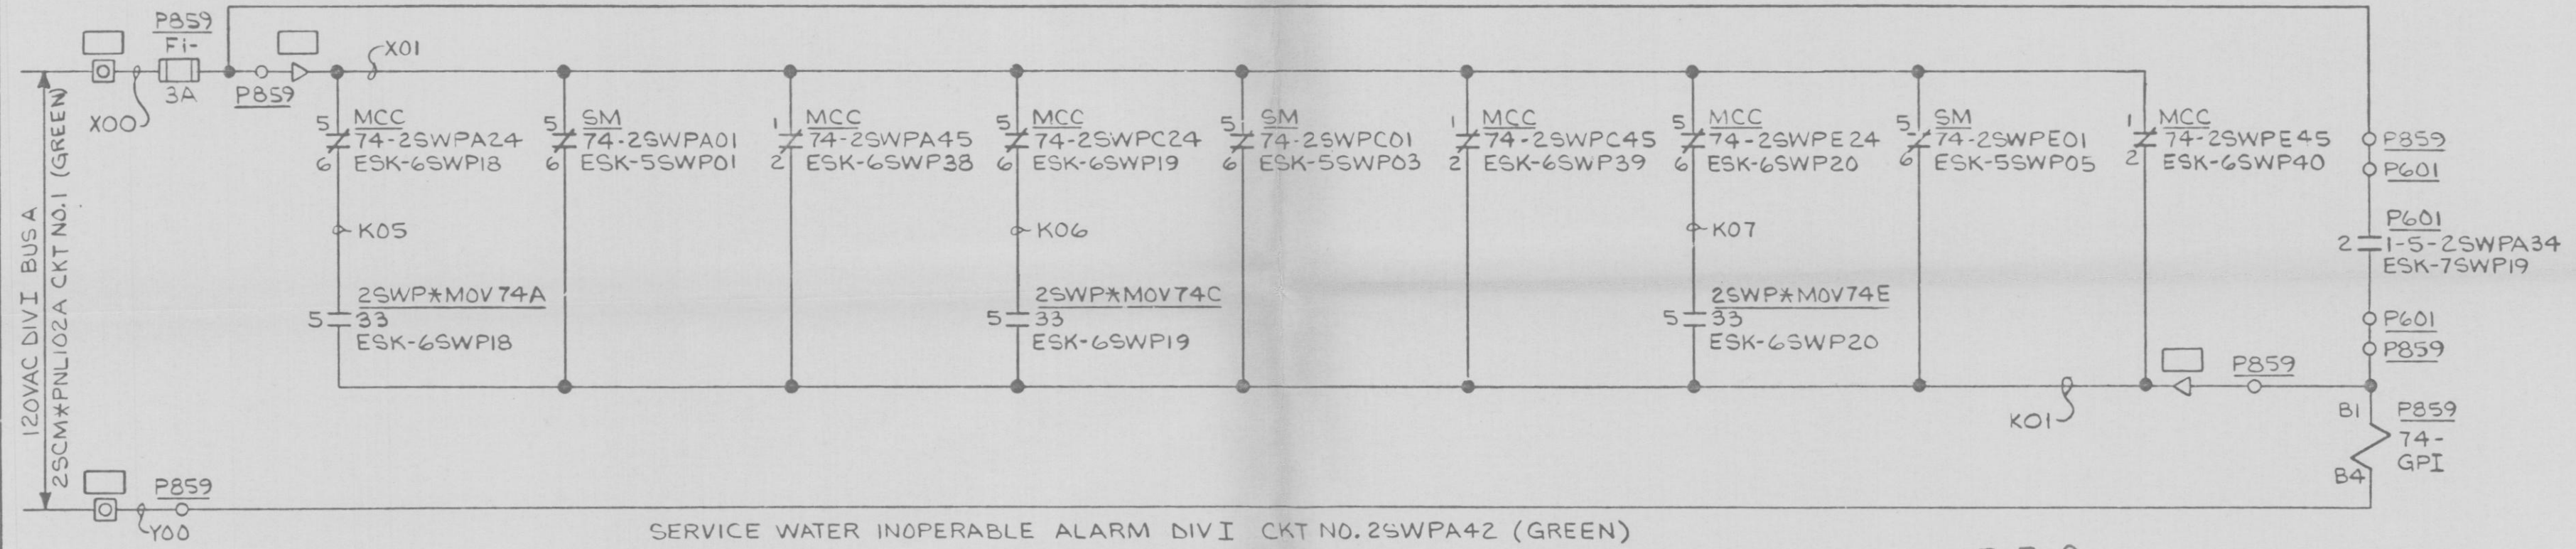 P859
Fi-
3A
P859
X00
X01
120VAC DIV I BUS A
2SCM*PNL102A CKT NO.1 (GREEN)
5 MCC
74-2SWPA24
6 ESK-6SWP18
5 SM
74-2SWPA01
6 ESK-5SWP01
1 MCC
74-2SWPA45
2 ESK-6SWP38
5 MCC
74-2SWPC24
6 ESK-6SWP19
5 SM
74-2SWPC01
6 ESK-5SWP03
1 MCC
74-2SWPC45
2 ESK-6SWP39
5 MCC
74-2SWPE24
6 ESK-6SWP20
5 SM
74-2SWPE01
6 ESK-5SWP05
1 MCC
74-2SWPE45
2 ESK-6SWP40
P859
P601
K05
K06
K07
P601
2 1-5-2SWPA34
ESK-7SWP19
2SWP*MOV74A
5 33
ESK-6SWP18
2SWP*MOV74C
5 33
ESK-6SWP19
2SWP*MOV74E
5 33
ESK-6SWP20
P601
P859
P859
K01
B1 P859
74-
GPI
B4
P859
Y00
SERVICE WATER INOPERABLE ALARM DIV I CKT NO. 2SWPA42 (GREEN)